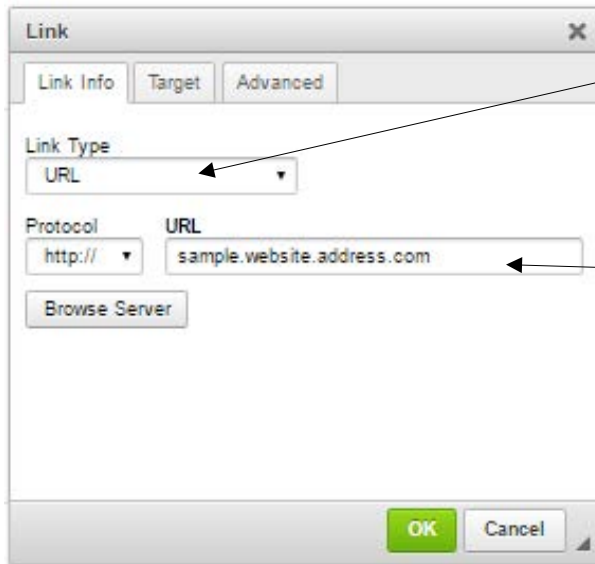 Link
Link Info Target Advanced
Link Type
URL
Protocol URL
http:// sample.website.address.com
Browse Server
OK Cancel